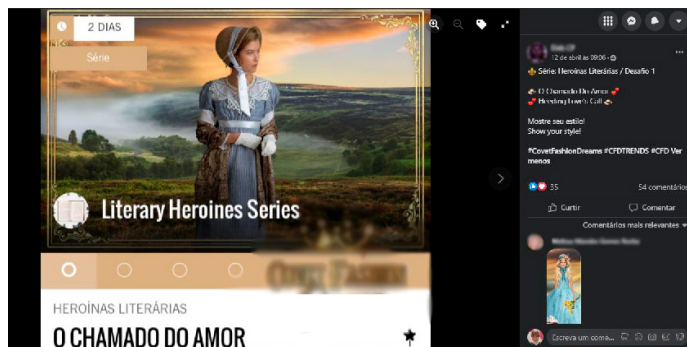 2 DIAS
Série
Literary Heroines Series
HEROÍNAS LITERÁRIAS
O CHAMADO DO AMOR
12 de abril às 09:06
Série: Heroínas Literárias / Desafio 1
O Chamado Do Amor
Heeding Love's Call
Mostre seu estilo!
Show your style!
#CovetFashionDreams #CFDTRENDS #CFD Ver
menos
35
54 comentários
Curtir
Comentar
Comentários mais relevantes
Escreva um come...